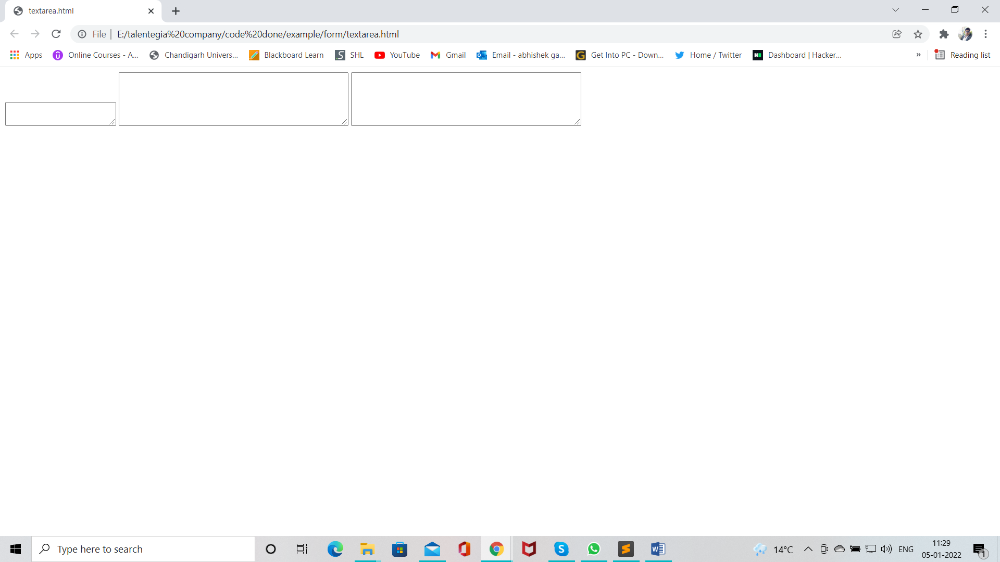 textarea.html
File | E:/talentegia%20company/code%20done/example/form/textarea.html
Apps Online Courses - A... Chandigarh Univers... Blackboard Learn SHL YouTube Gmail Email - abhishek ga... Get Into PC - Down... Home / Twitter Dashboard | Hacker... » Reading list
Type here to search 14°C ENG 11:29
05-01-2022 1